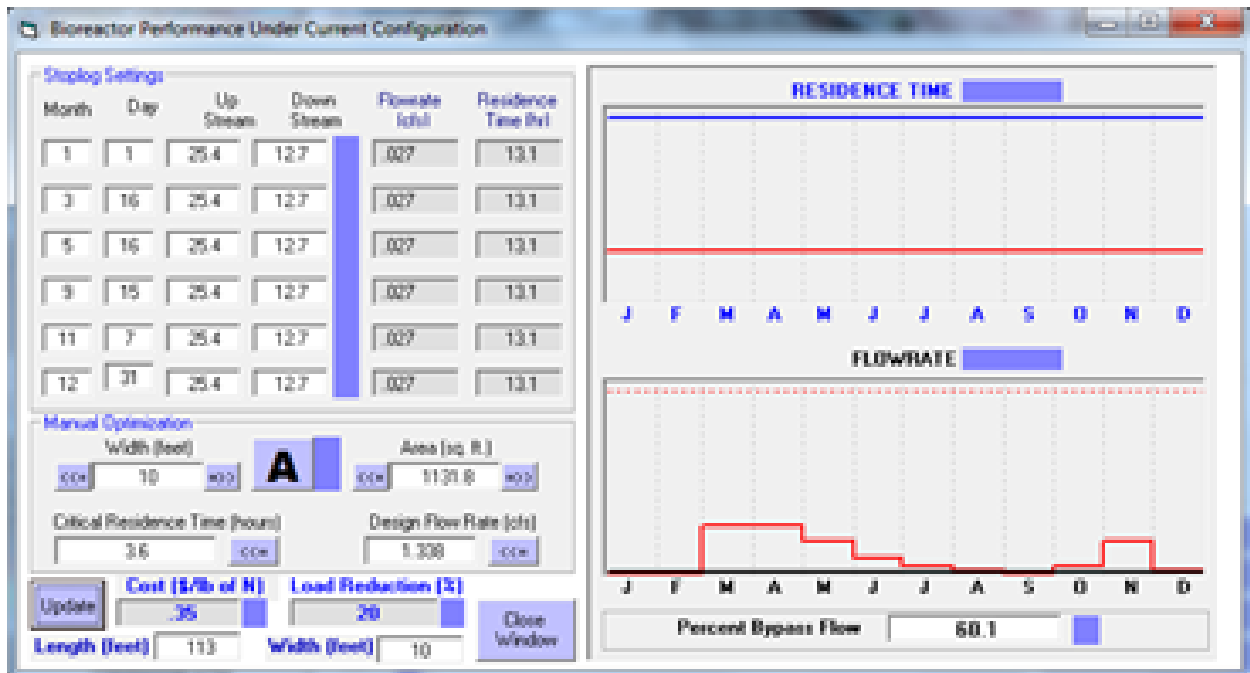 Bioreactor Performance Under Current Configuration
Stoplog Settings
Month Day Up Stream Down Stream Flowrate (cfs) Residence Time (hr)
1 1 25.4 12.7 .027 13.1
3 16 25.4 12.7 .027 13.1
5 16 25.4 12.7 .027 13.1
9 15 25.4 12.7 .027 13.1
11 7 25.4 12.7 .027 13.1
12 31 25.4 12.7 .027 13.1
Manual Optimization
Width (feet) Area (sq. ft.)
<<= 10 =>> A <<= 1131.8 =>>
Critical Residence Time (hours) Design Flow Rate (cfs)
3.6 <<= 1.338 <<=
Update Cost ($/lb of N) Load Reduction (%)
.35 20
Close Window
Length (feet) 113 Width (feet) 10
RESIDENCE TIME
J F M A M J J A S O N D
FLOWRATE
J F M A M J J A S O N D
Percent Bypass Flow 60.1